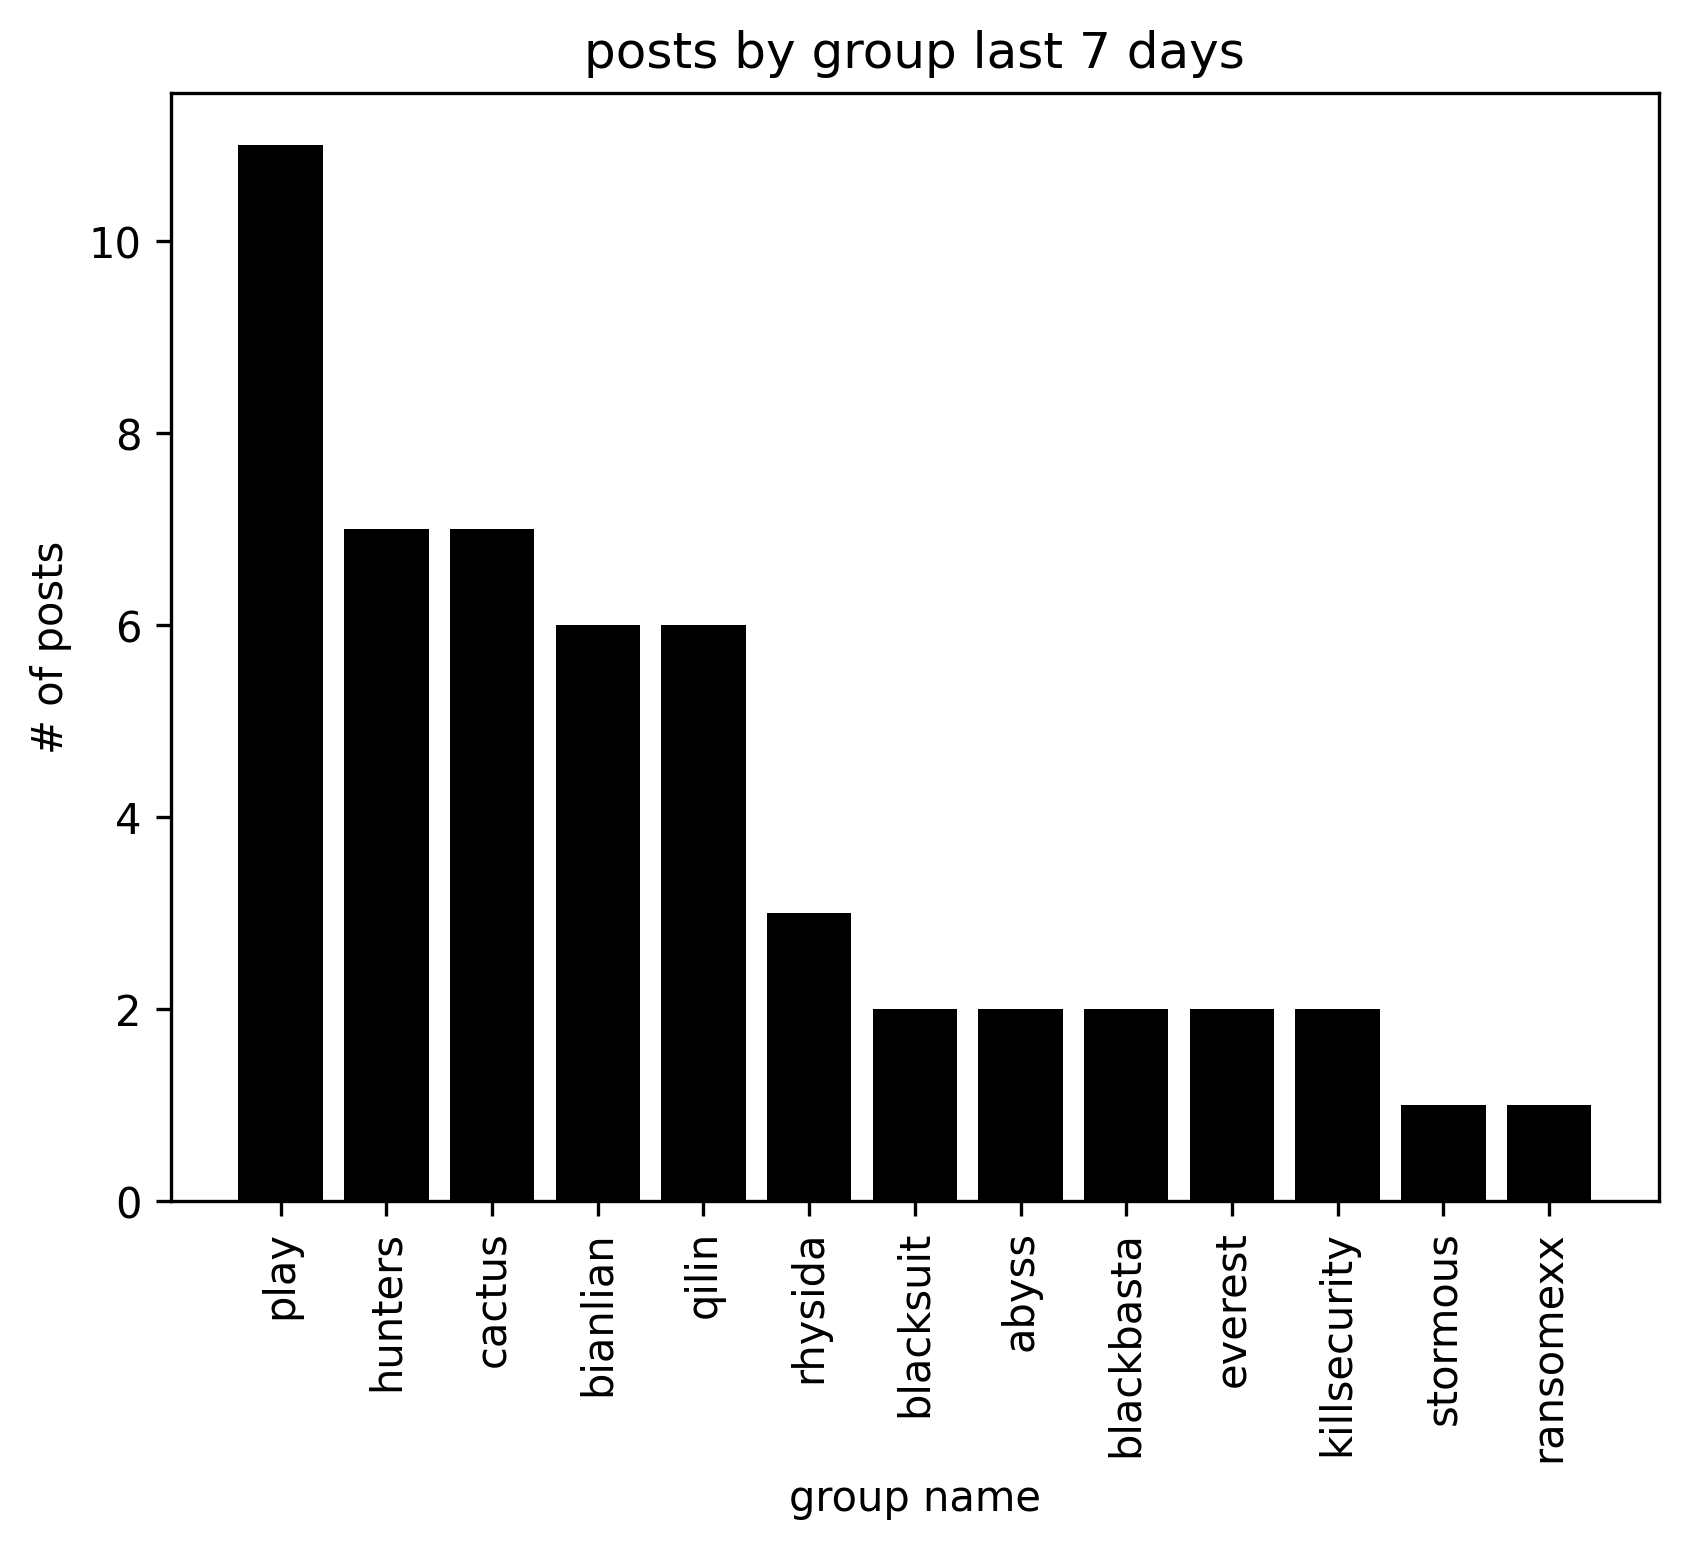 posts by group last 7 days
# of posts
10
8
6
4
2
0
play
hunters
cactus
bianlian
qilin
rhysida
blacksuit
abyss
blackbasta
everest
killsecurity
stormous
ransomexx
group name